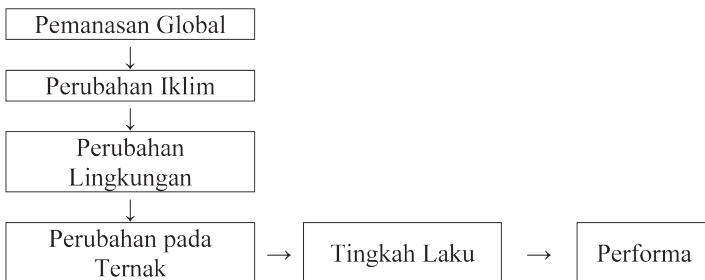 Pemanasan Global
↓
Perubahan Iklim
↓
Perubahan
Lingkungan
↓
Perubahan pada
Ternak
→
Tingkah Laku
→
Performa